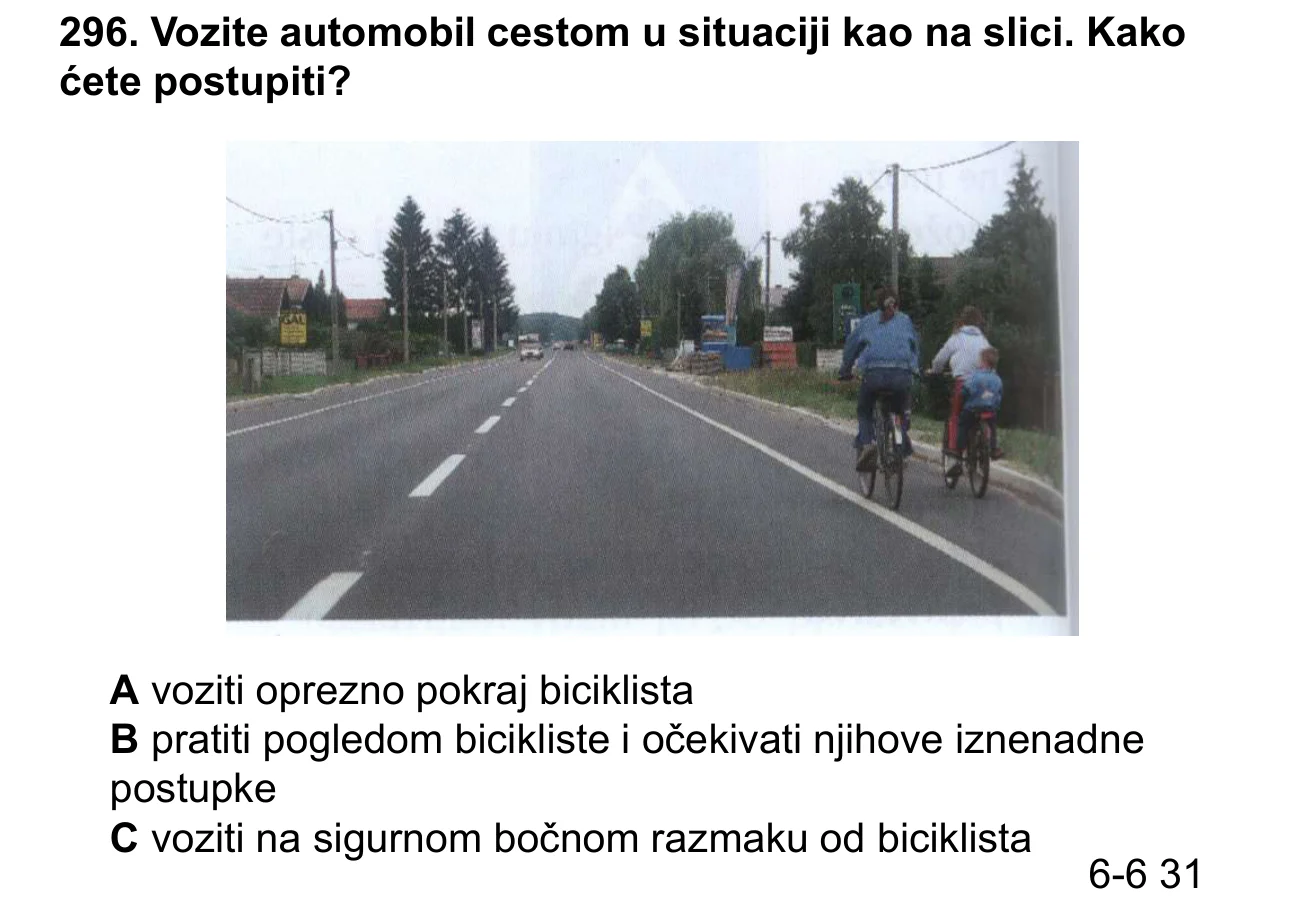 296. Vozite automobil cestom u situaciji kao na slici. Kako
ćete postupiti?
GAL
A voziti oprezno pokraj biciklista
B pratiti pogledom bicikliste i očekivati njihove iznenadne
postupke
C voziti na sigurnom bočnom razmaku od biciklista
6-6 31